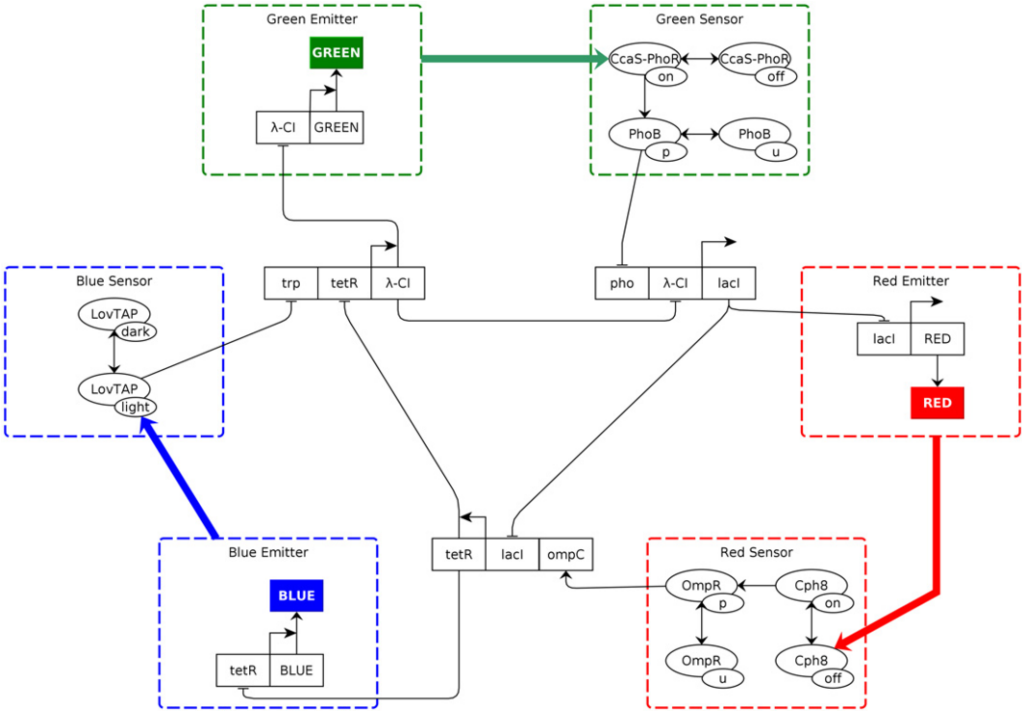 Green Emitter
GREEN
λ-CI GREEN
Green Sensor
CcaS-PhoR on CcaS-PhoR off
PhoB p PhoB u
Blue Sensor
LovTAP dark
LovTAP light
trp tetR λ-CI
pho λ-CI lacI
Red Emitter
lacI RED
RED
Blue Emitter
BLUE
tetR BLUE
tetR lacI ompC
Red Sensor
OmpR p Cph8 on
OmpR u Cph8 off